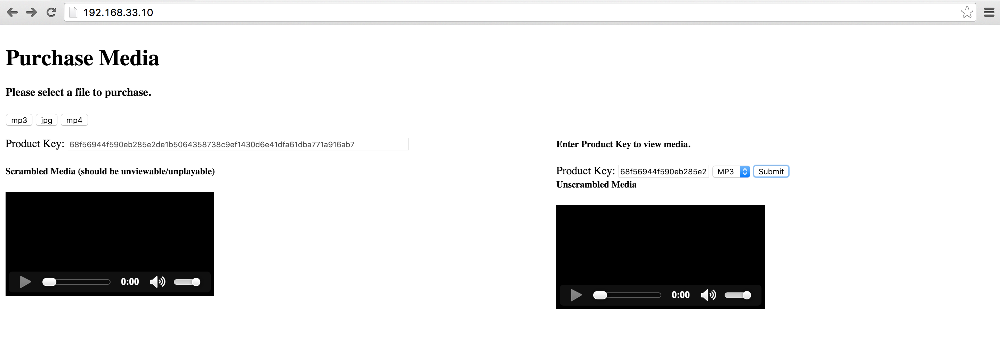 192.168.33.10
Purchase Media
Please select a file to purchase.
mp3 jpg mp4
Product Key: 68f56944f590eb285e2de1b5064358738c9ef1430d6e41dfa61dba771a916ab7
Scrambled Media (should be unviewable/unplayable)
0:00
Enter Product Key to view media.
Product Key: 68f56944f590eb285e2 MP3 Submit
Unscrambled Media
0:00